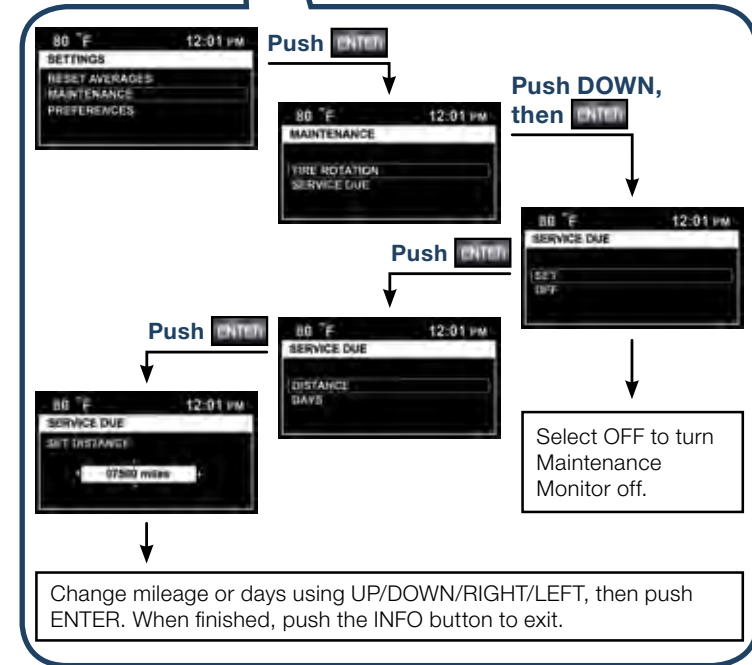 80 °F 12:01 PM
SETTINGS
RESET AVERAGES
MAINTENANCE
PREFERENCES
Push ENTER
80 °F 12:01 PM
MAINTENANCE
TIRE ROTATION
SERVICE DUE
Push DOWN,
then ENTER
80 °F 12:01 PM
SERVICE DUE
SET
OFF
Push ENTER
80 °F 12:01 PM
SERVICE DUE
DISTANCE
DAYS
Push ENTER
80 °F 12:01 PM
SERVICE DUE
SET DISTANCE
07500 miles
Select OFF to turn
Maintenance
Monitor off.
Change mileage or days using UP/DOWN/RIGHT/LEFT, then push
ENTER. When finished, push the INFO button to exit.